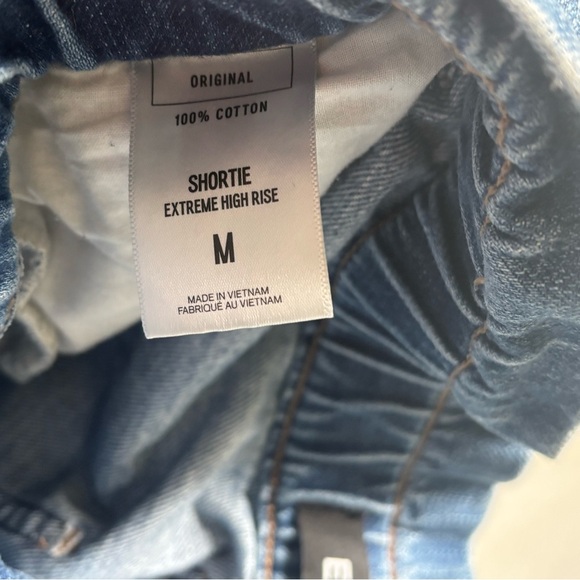 ORIGINAL
100% COTTON
SHORTIE
EXTREME HIGH RISE
M
MADE IN VIETNAM
FABRIQUÉ AU VIETNAM